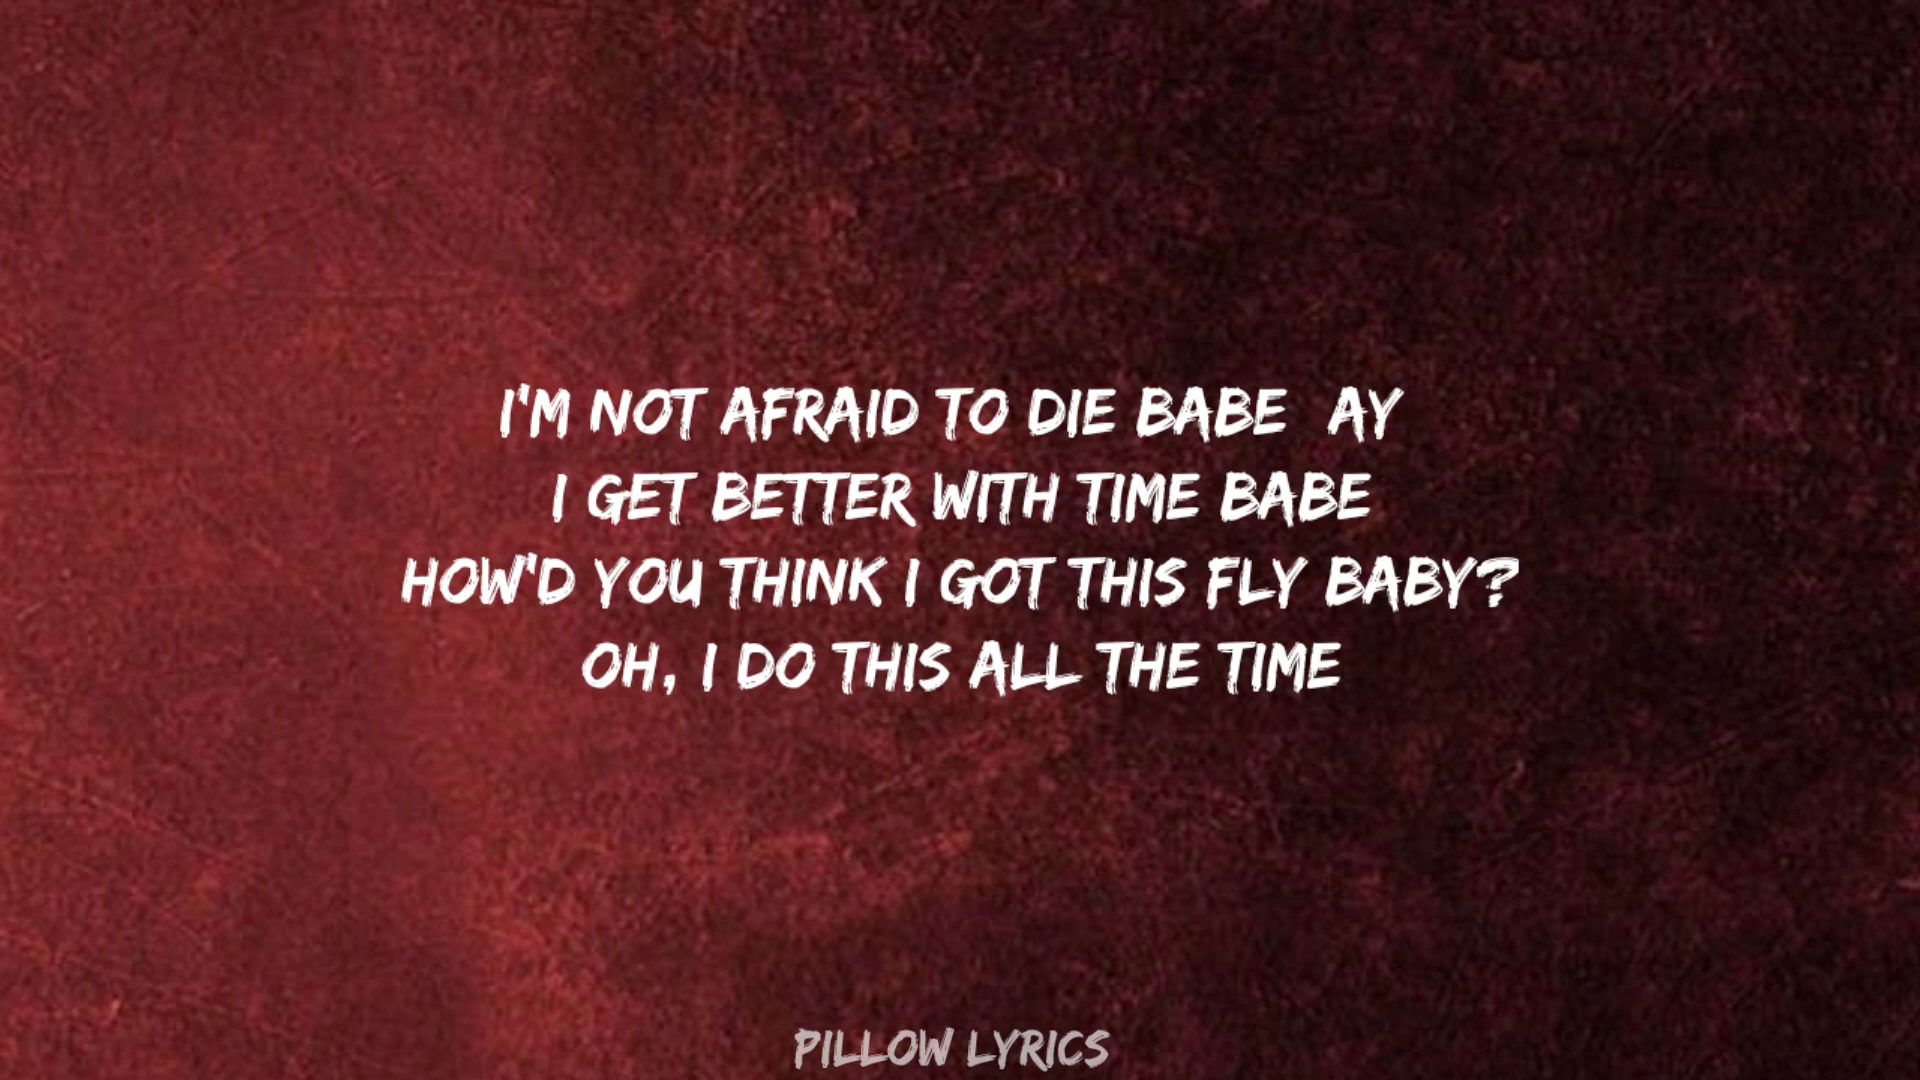 I'M NOT AFRAID TO DIE BABE  AY
I GET BETTER WITH TIME BABE
HOW'D YOU THINK I GOT THIS FLY BABY?
OH, I DO THIS ALL THE TIME
PILLOW LYRICS